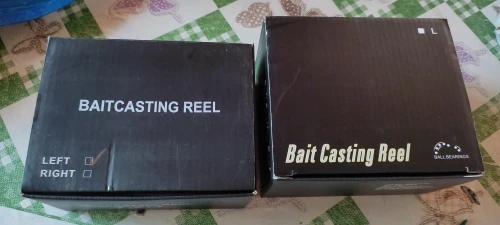 BAITCASTING REEL
LEFT
RIGHT
L
Bait Casting Reel
BALL BEARINGS